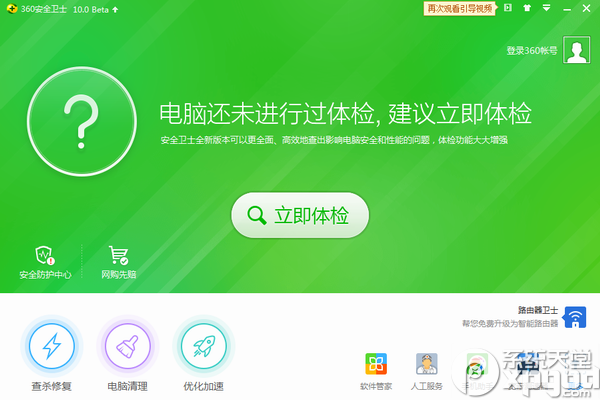 360安全卫士 10.0 Beta
再次观看引导视频
登录360帐号
电脑还未进行过体检, 建议立即体检
安全卫士全新版本可以更全面、高效地查出影响电脑安全和性能的问题，体检功能大大增强
立即体检
安全防护中心
网购先赔
路由器卫士
帮您免费升级为智能路由器
查杀修复
电脑清理
优化加速
软件管家
人工服务
系统天堂